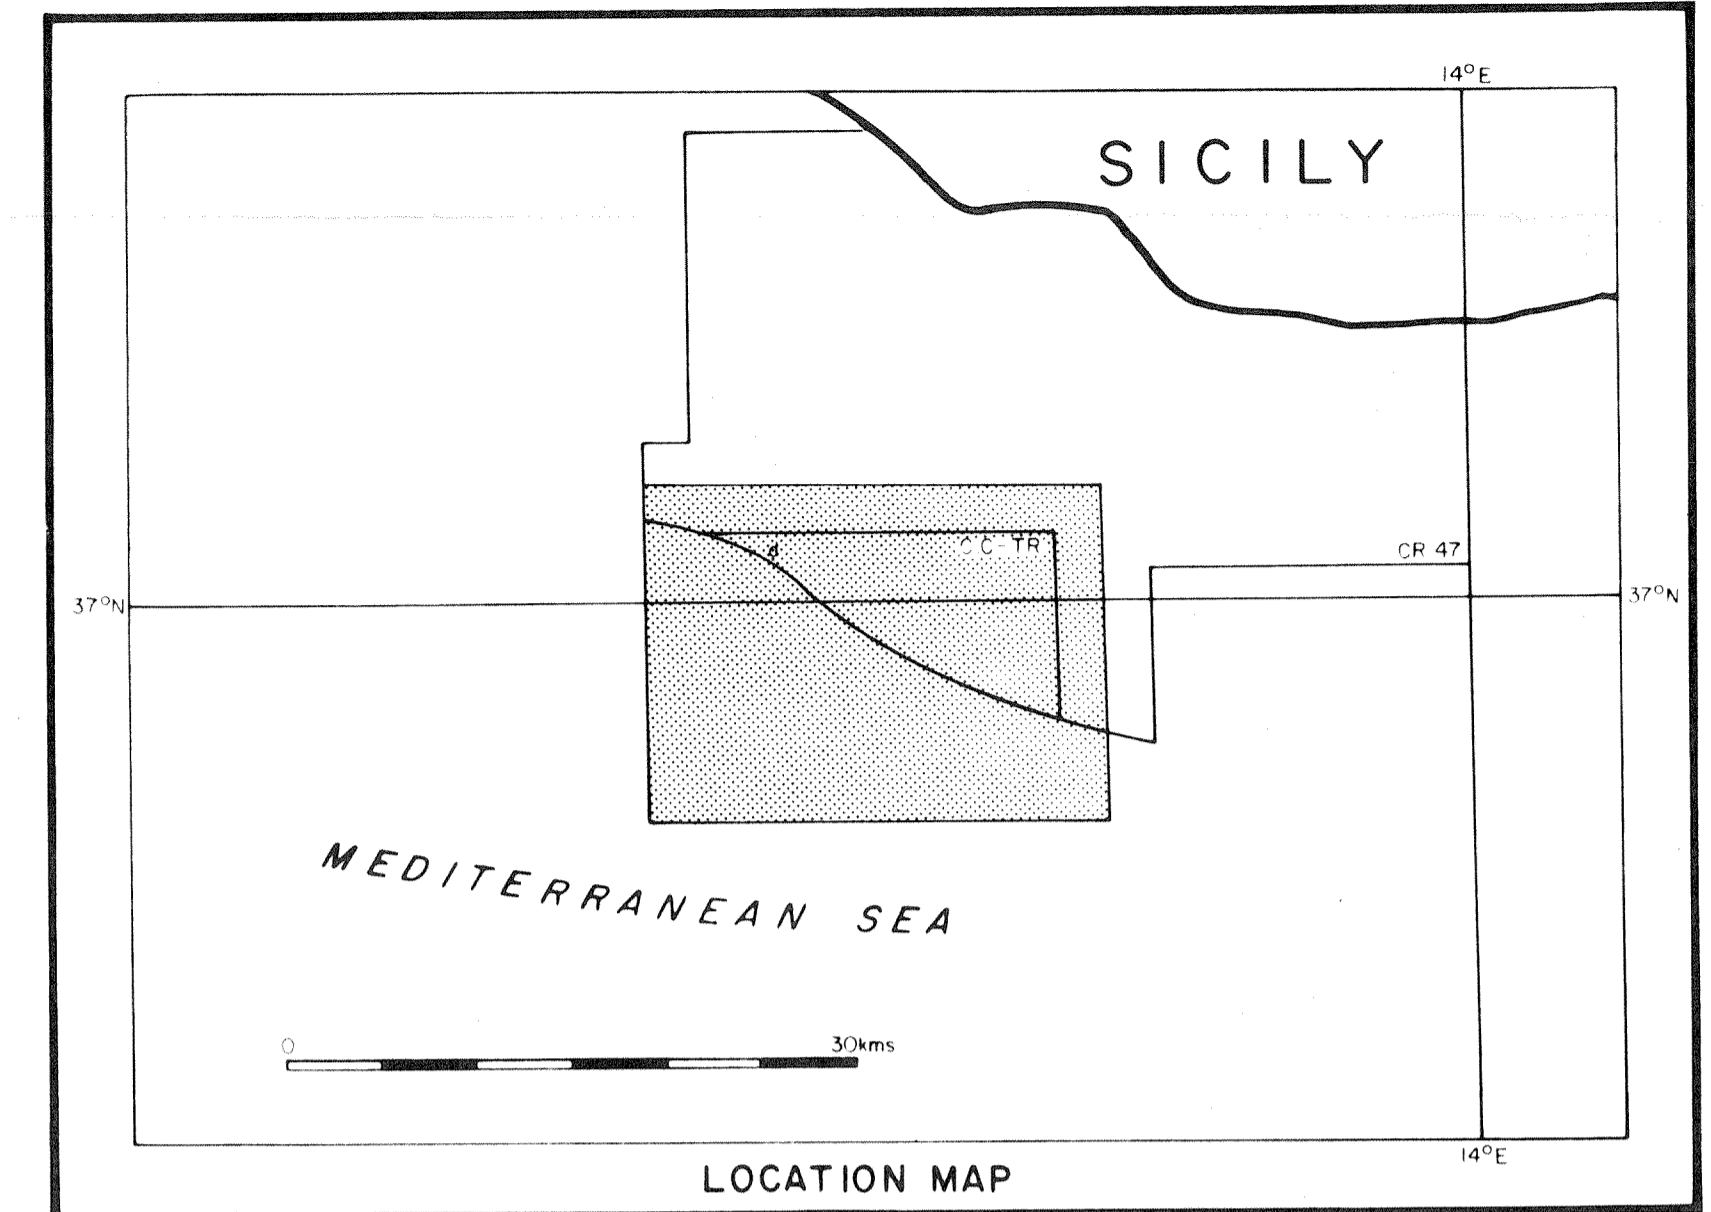 14°E
SICILY
CC-TR
CR 47
37°N
37°N
MEDITERRANEAN SEA
0
30kms
14°E
LOCATION MAP